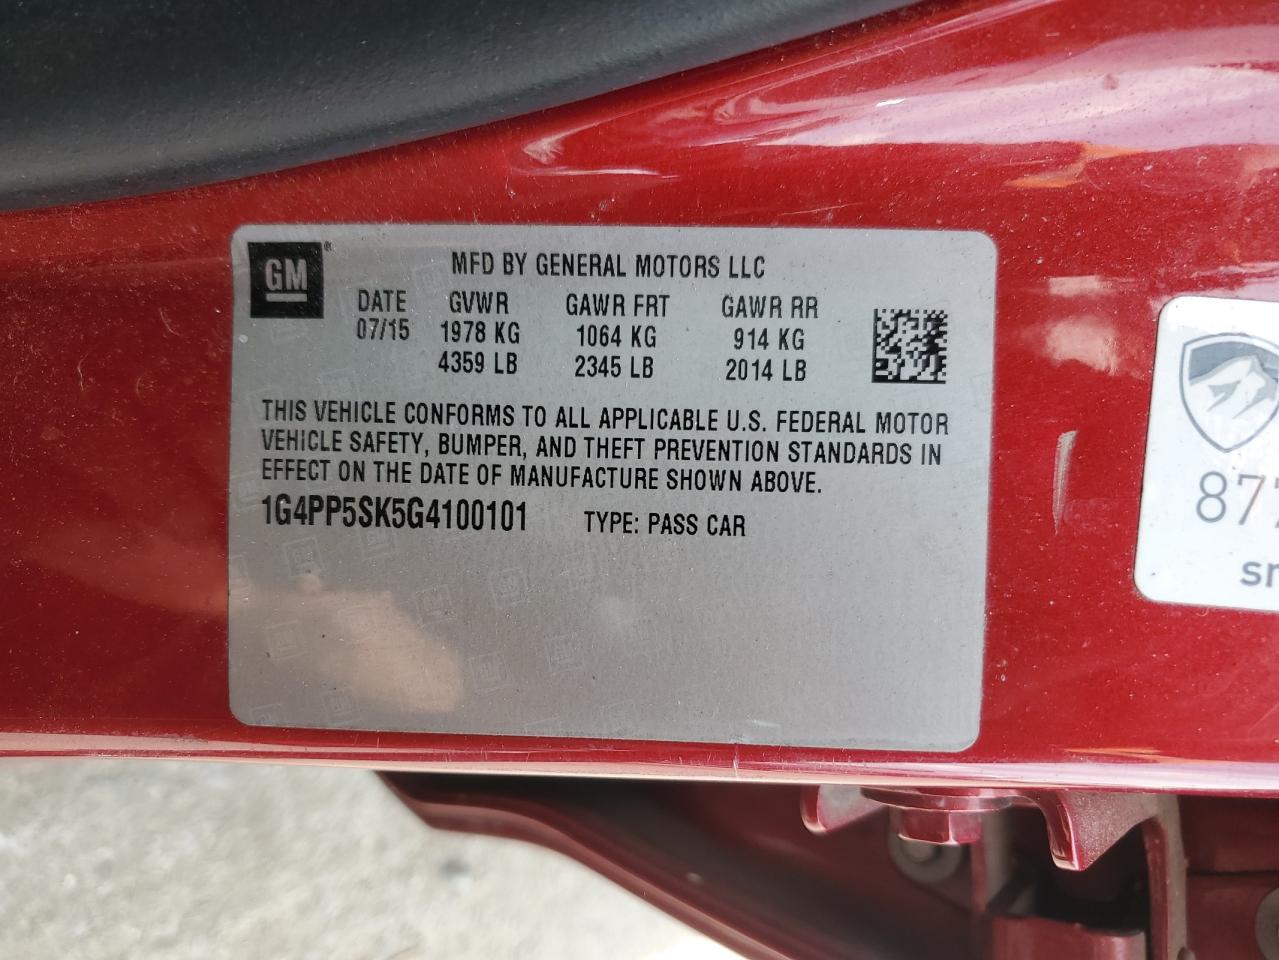 GM®
MFD BY GENERAL MOTORS LLC
DATE GVWR GAWR FRT GAWR RR
07/15 1978 KG 1064 KG 914 KG
4359 LB 2345 LB 2014 LB
THIS VEHICLE CONFORMS TO ALL APPLICABLE U.S. FEDERAL MOTOR
VEHICLE SAFETY, BUMPER, AND THEFT PREVENTION STANDARDS IN
EFFECT ON THE DATE OF MANUFACTURE SHOWN ABOVE.
1G4PP5SK5G4100101 TYPE: PASS CAR
877